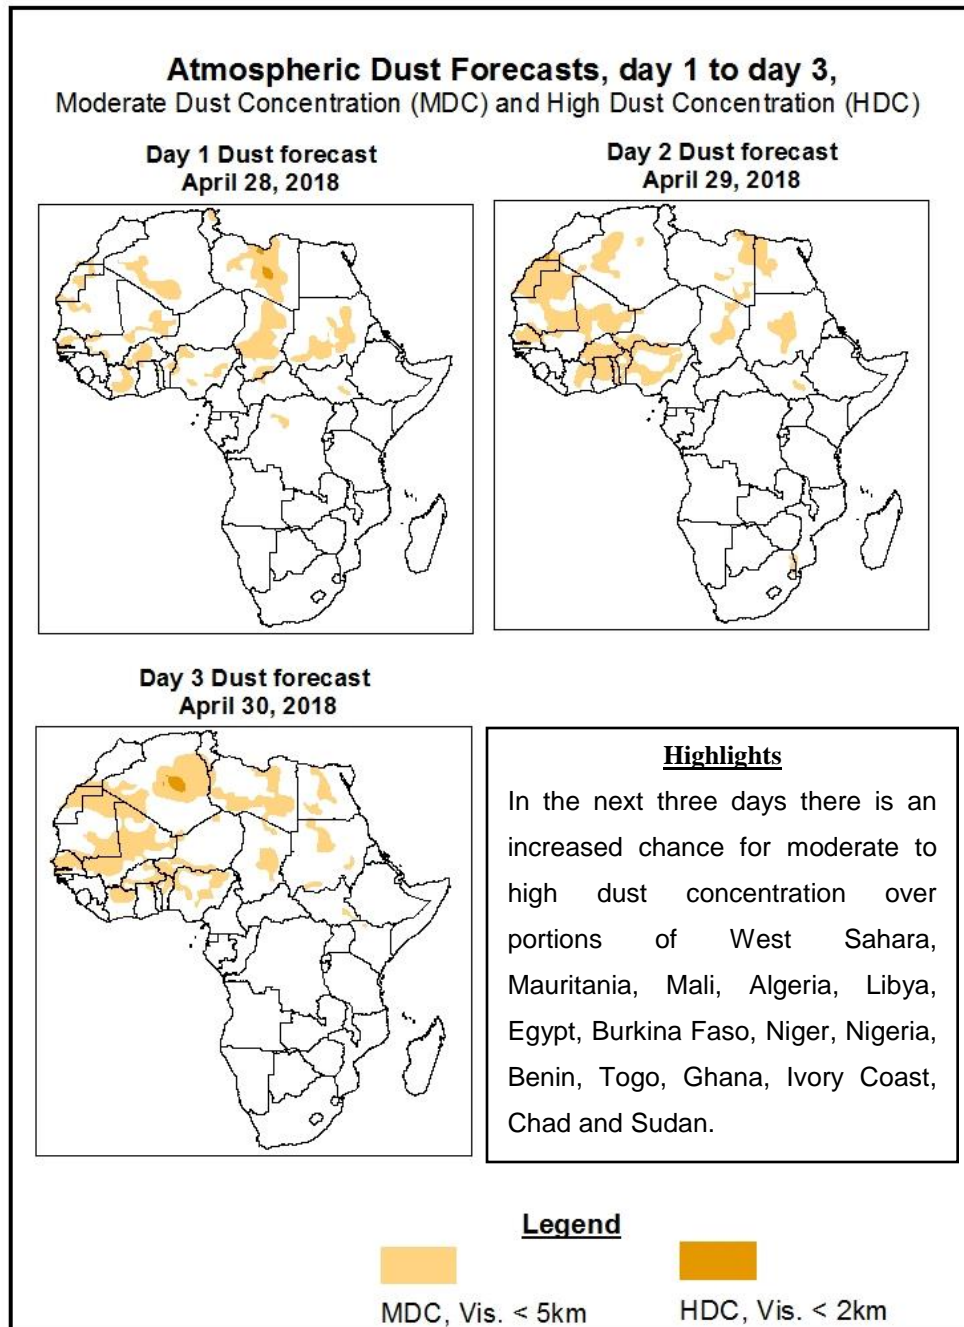 Atmospheric Dust Forecasts, day 1 to day 3,
Moderate Dust Concentration (MDC) and High Dust Concentration (HDC)
Day 1 Dust forecast
April 28, 2018
Day 2 Dust forecast
April 29, 2018
Day 3 Dust forecast
April 30, 2018
Highlights
In the next three days there is an
increased chance for moderate to
high dust concentration over
portions of West Sahara,
Mauritania, Mali, Algeria, Libya,
Egypt, Burkina Faso, Niger, Nigeria,
Benin, Togo, Ghana, Ivory Coast,
Chad and Sudan.
Legend
MDC, Vis. < 5km
HDC, Vis. < 2km